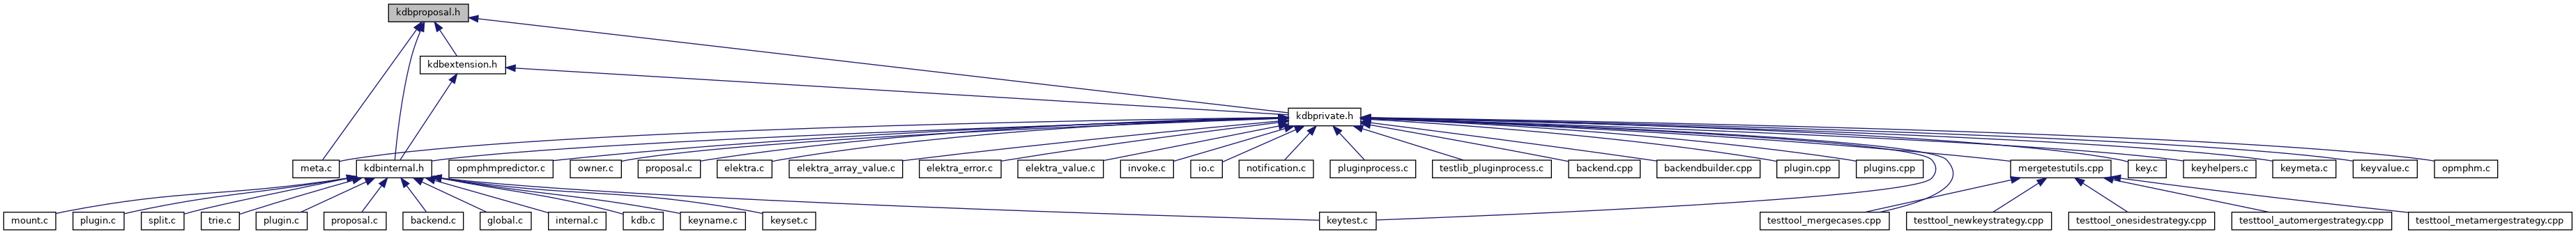 kdbproposal.h
kdbextension.h
kdbprivate.h
meta.c
kdbinternal.h
opmphmpredictor.c
owner.c
proposal.c
elektra.c
elektra_array_value.c
elektra_error.c
elektra_value.c
invoke.c
io.c
notification.c
pluginprocess.c
testlib_pluginprocess.c
backend.cpp
backendbuilder.cpp
plugin.cpp
plugins.cpp
mergetestutils.cpp
key.c
keyhelpers.c
keymeta.c
keyvalue.c
opmphm.c
mount.c
plugin.c
split.c
trie.c
plugin.c
proposal.c
backend.c
global.c
internal.c
kdb.c
keyname.c
keyset.c
keytest.c
testtool_mergecases.cpp
testtool_newkeystrategy.cpp
testtool_onesidestrategy.cpp
testtool_automergestrategy.cpp
testtool_metamergestrategy.cpp